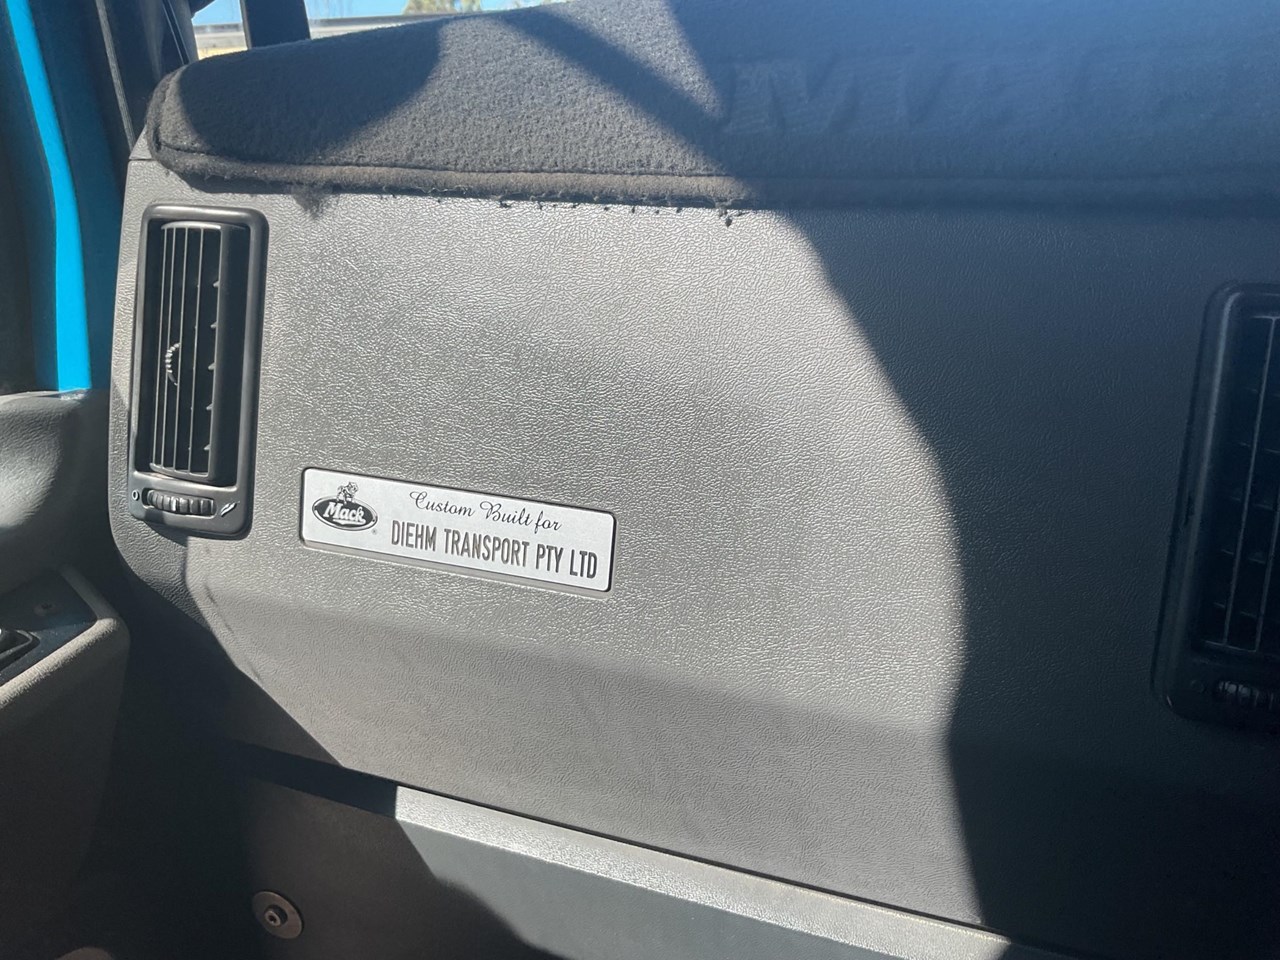 Mack
Custom Built for
DIEHM TRANSPORT PTY LTD